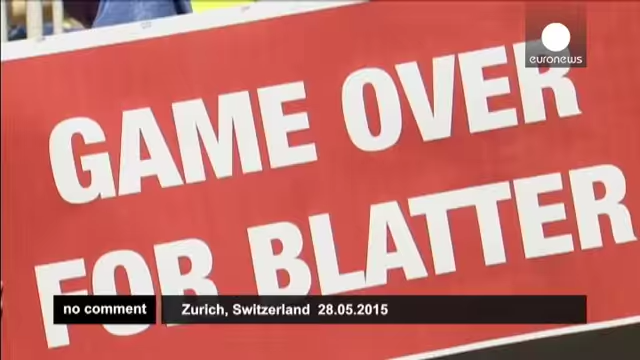 euronews
GAME OVER
FOR BLATTER
no comment
Zurich, Switzerland 28.05.2015